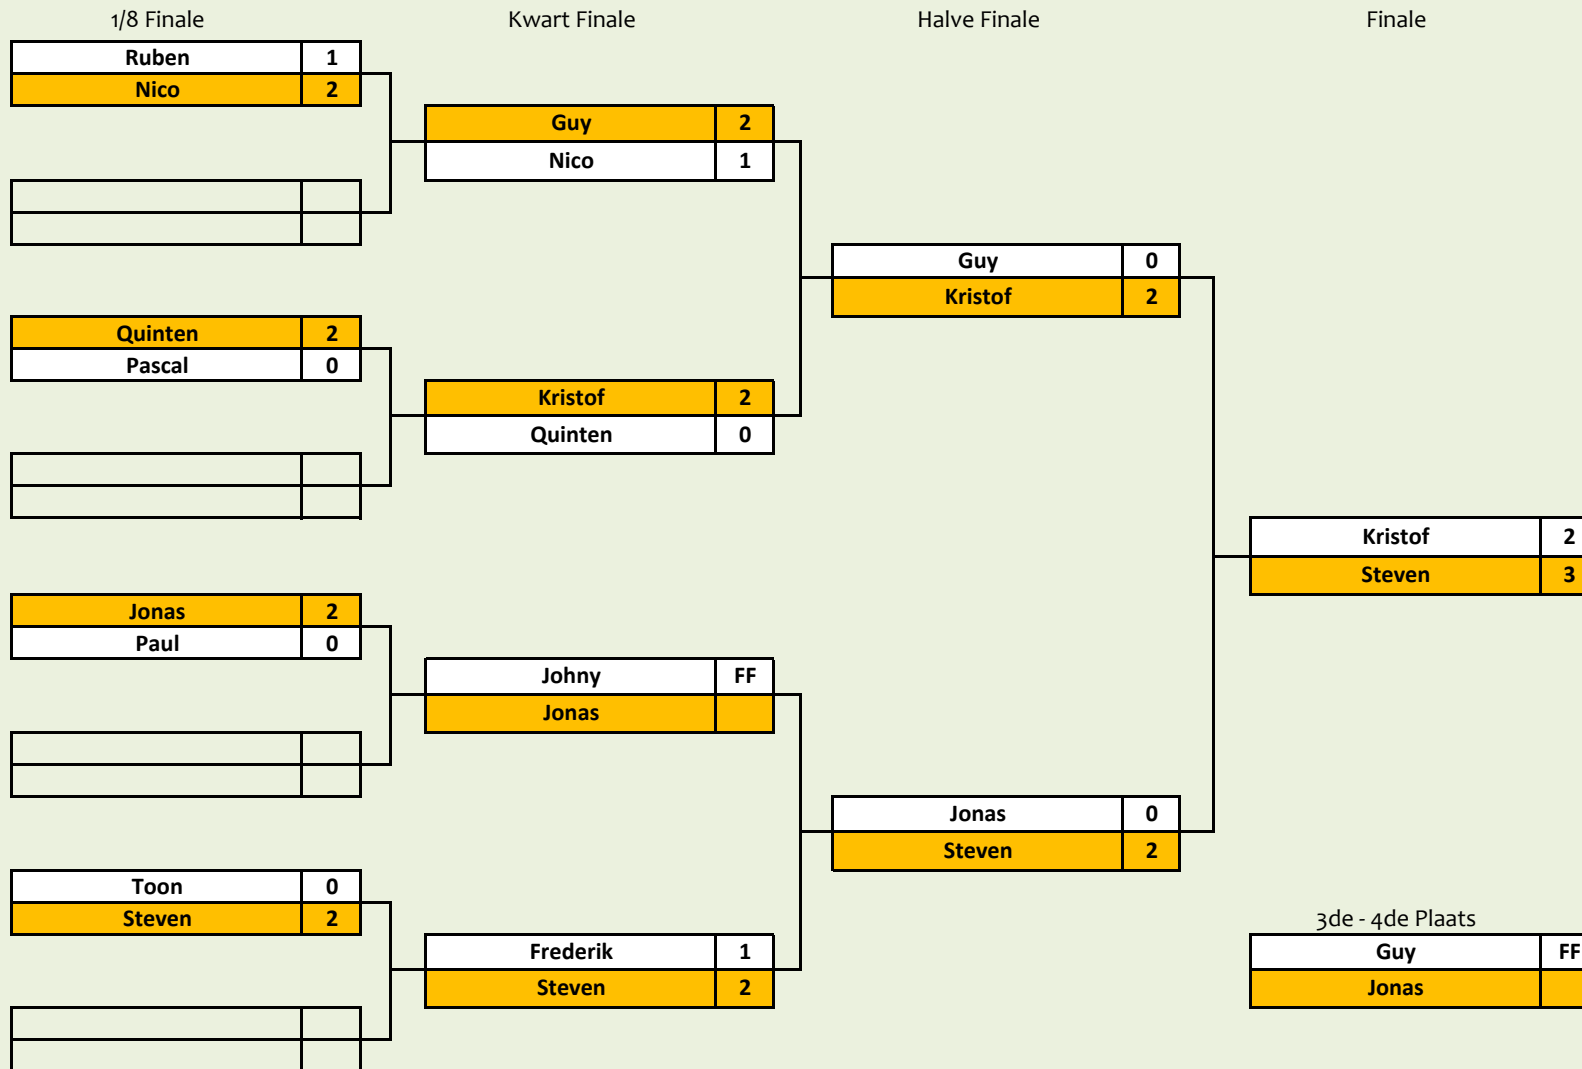 1/8 Finale
Kwart Finale
Halve Finale
Finale
Ruben 1
Nico 2
Guy 2
Nico 1
Guy 0
Kristof 2
Quinten 2
Pascal 0
Kristof 2
Quinten 0
Kristof 2
Steven 3
Jonas 2
Paul 0
Johny FF
Jonas
Jonas 0
Steven 2
Toon 0
Steven 2
Frederik 1
Steven 2
3de - 4de Plaats
Guy FF
Jonas